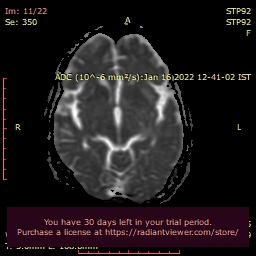 Im: 11/22
Se: 350
STP92
STP92
F
A
ADC (10^-6 mm²/s):Jan 16 2022 12-41-02 IST
R
L
You have 30 days left in your trial period.
Purchase a license at https://radiantviewer.com/store/